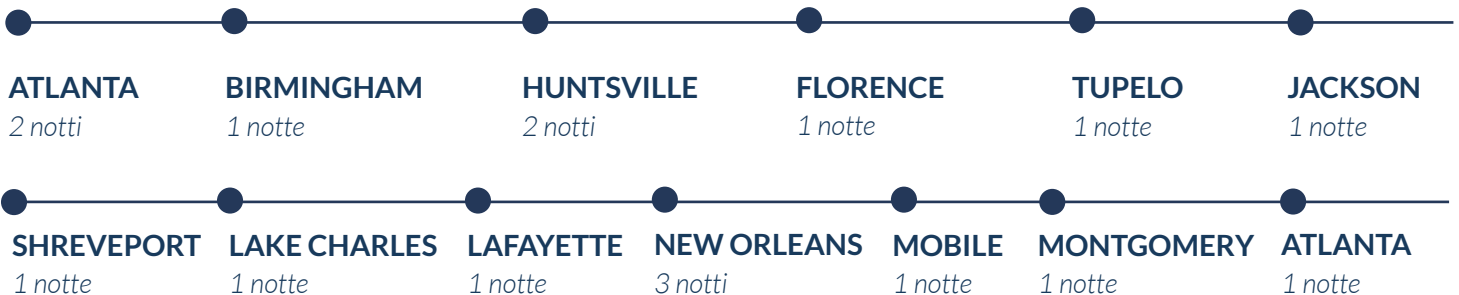 ATLANTA BIRMINGHAM HUNTSVILLE FLORENCE TUPELO JACKSON
2 notti 1 notte 2 notti 1 notte 1 notte 1 notte
SHREVEPORT LAKE CHARLES LAFAYETTE NEW ORLEANS MOBILE MONTGOMERY ATLANTA
1 notte 1 notte 1 notte 3 notti 1 notte 1 notte 1 notte